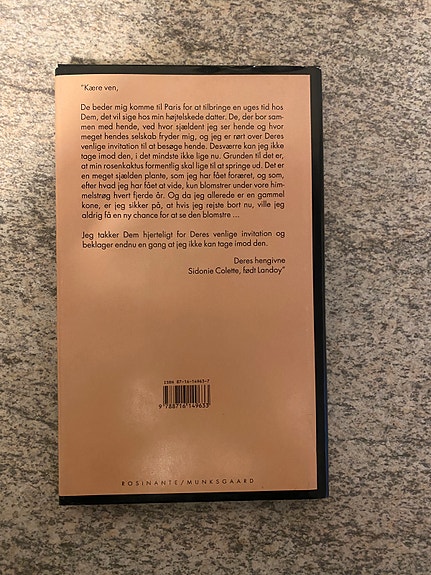 "Kære ven,
De beder mig komme til Paris for at tilbringe en uges tid hos
Dem, det vil sige hos min højtelskede datter. De, der bor sam-
men med hende, ved hvor sjældent jeg ser hende og hvor
meget hendes selskab fryder mig, og jeg er rørt over Deres
venlige invitation til at besøge hende. Desværre kan jeg ikke
tage imod den, i det mindste ikke lige nu. Grunden til det er,
at min rosenkaktus formentlig skal lige til at springe ud. Det er
en meget sjælden plante, som jeg har fået foræret, og som,
efter hvad jeg har fået at vide, kun blomstrer under vore him-
melstrøg hvert fjerde år. Og da jeg allerede er en gammel
kone, er jeg sikker på, at hvis jeg rejste bort nu, ville jeg
aldrig få en ny chance for at se den blomstre ...
Jeg takker Dem hjerteligt for Deres venlige invitation og
beklager endnu en gang at jeg ikke kan tage imod den.
Deres hengivne
Sidonie Colette, født Landoy"
ISBN 87-16-14963-7
9 788716 149633
ROSINANTE/MUNKSGAARD